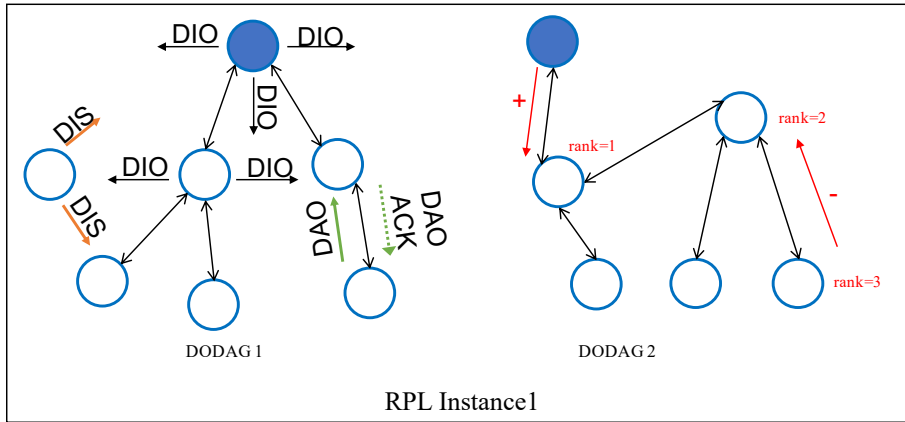 DIO
DIO
DIO
DIS
DIS
DIO
DIO
DAO
DAO
ACK
DODAG 1
+
rank=1
rank=2
-
rank=3
DODAG 2
RPL Instance1